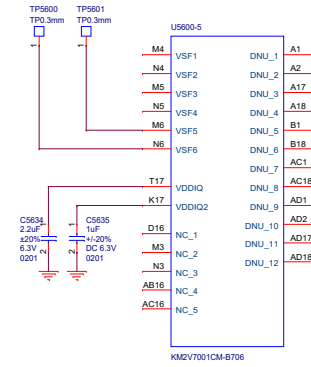 TP5600 TP5601
TP0.3mm TP0.3mm
U5600-5
1 1
M4 VSF1 DNU_1 A1
N4 VSF2 DNU_2 A2
M5 VSF3 DNU_3 A17
N5 VSF4 DNU_4 A18
M6 VSF5 DNU_5 B1
N6 VSF6 DNU_6 B18
DNU_7 AC1
T17 VDDIQ DNU_8 AC18
K17 VDDIQ2 DNU_9 AD1
DNU_10 AD2
D16 NC_1 DNU_11 AD17
M3 NC_2 DNU_12 AD18
N3 NC_3
AB16 NC_4
AC16 NC_5
C5634 1 C5635 1
2.2uF 1uF
±20% +/-20%
6.3V 2 DC 6.3V 2
0201 0201
KM2V7001CM-B706